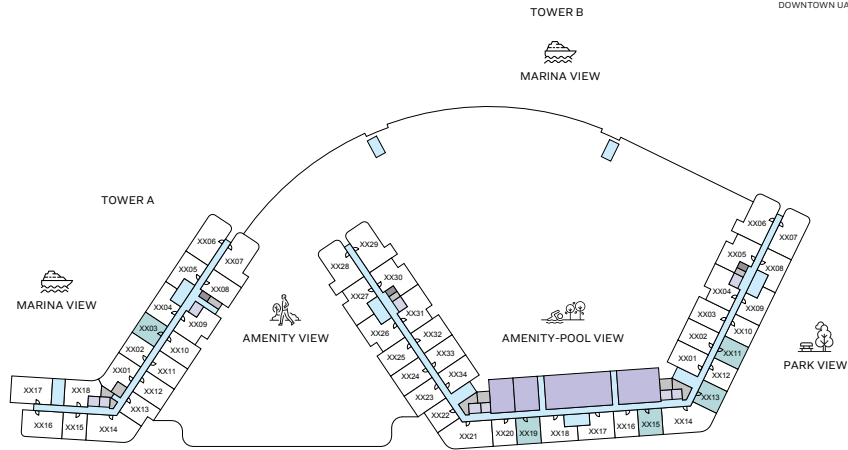 DOWNTOWN UA
TOWER B
MARINA VIEW
TOWER A
MARINA VIEW
AMENITY VIEW
AMENITY-POOL VIEW
PARK VIEW
XX06
XX07
XX05
XX08
XX04
XX09
XX03
XX10
XX02
XX11
XX01
XX12
XX17
XX18
XX13
XX16
XX15
XX14
XX29
XX28
XX30
XX27
XX31
XX26
XX32
XX25
XX33
XX24
XX34
XX23
XX22
XX21
XX20
XX19
XX18
XX17
XX16
XX15
XX14
XX06
XX07
XX05
XX08
XX04
XX09
XX03
XX10
XX02
XX11
XX01
XX12
XX13